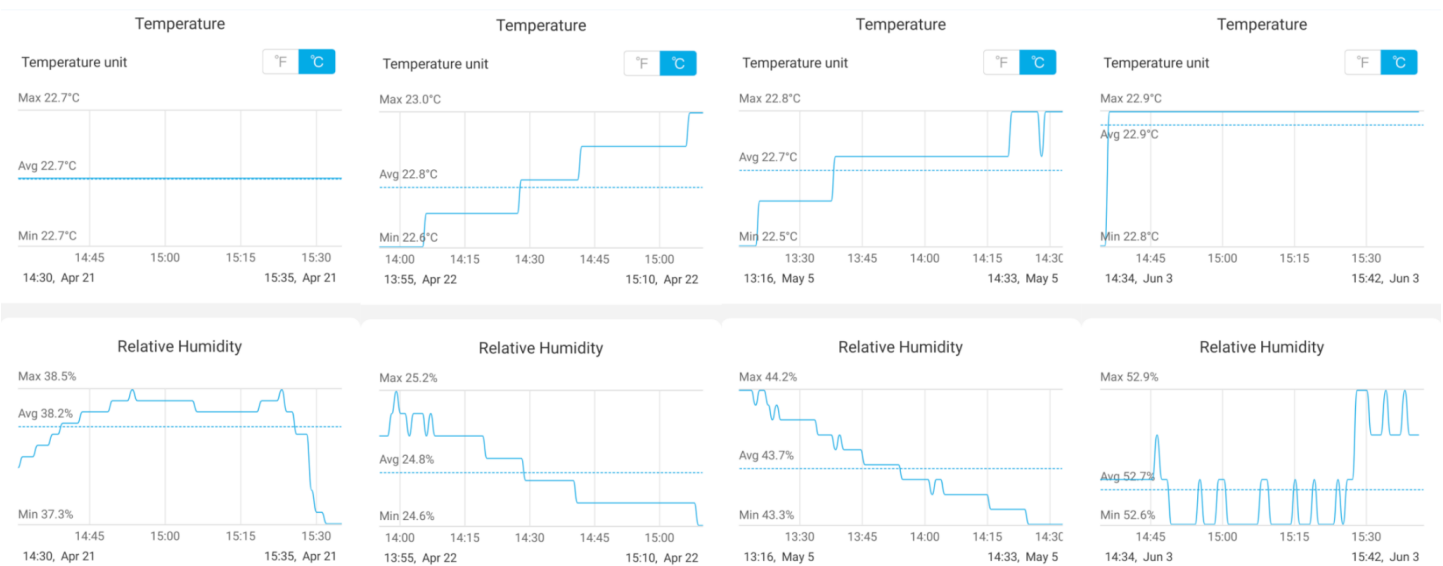 Temperature
Temperature unit
°F °C
Max 22.7°C
Avg 22.7°C
Min 22.7°C
14:45 15:00 15:15 15:30
14:30, Apr 21 15:35, Apr 21
Temperature
Temperature unit
°F °C
Max 23.0°C
Avg 22.8°C
Min 22.6°C
14:00 14:15 14:30 14:45 15:00
13:55, Apr 22 15:10, Apr 22
Temperature
Temperature unit
°F °C
Max 22.8°C
Avg 22.7°C
Min 22.5°C
13:30 13:45 14:00 14:15 14:30
13:16, May 5 14:33, May 5
Temperature
Temperature unit
°F °C
Max 22.9°C
Avg 22.9°C
Min 22.8°C
14:45 15:00 15:15 15:30
14:34, Jun 3 15:42, Jun 3
Relative Humidity
Max 38.5%
Avg 38.2%
Min 37.3%
14:45 15:00 15:15 15:30
14:30, Apr 21 15:35, Apr 21
Relative Humidity
Max 25.2%
Avg 24.8%
Min 24.6%
14:00 14:15 14:30 14:45 15:00
13:55, Apr 22 15:10, Apr 22
Relative Humidity
Max 44.2%
Avg 43.7%
Min 43.3%
13:30 13:45 14:00 14:15 14:30
13:16, May 5 14:33, May 5
Relative Humidity
Max 52.9%
Avg 52.7%
Min 52.6%
14:45 15:00 15:15 15:30
14:34, Jun 3 15:42, Jun 3